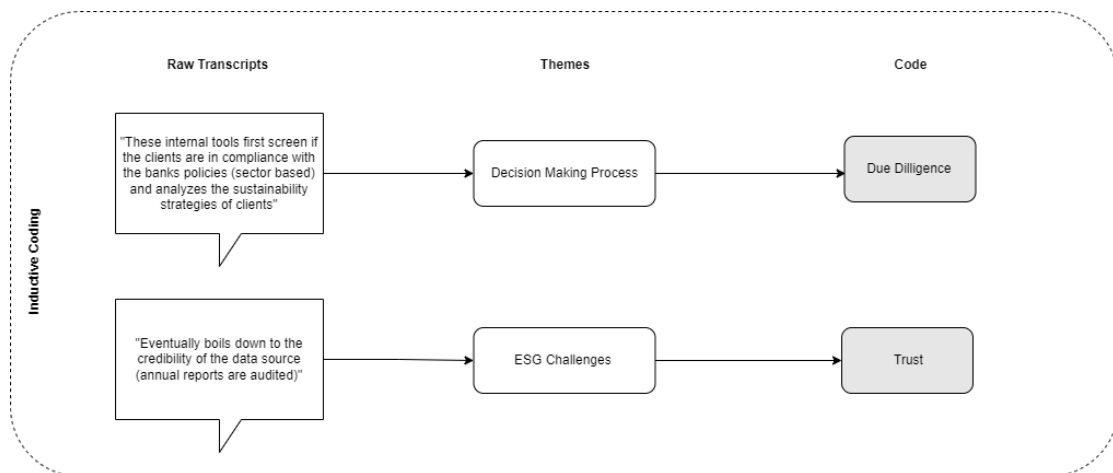 Raw Transcripts
Themes
Code
"These internal tools first screen if
the clients are in compliance with
the banks policies (sector based)
and analyzes the sustainability
strategies of clients"
Decision Making Process
Due Dilligence
Inductive Coding
"Eventually boils down to the
credibility of the data source
(annual reports are audited)"
ESG Challenges
Trust